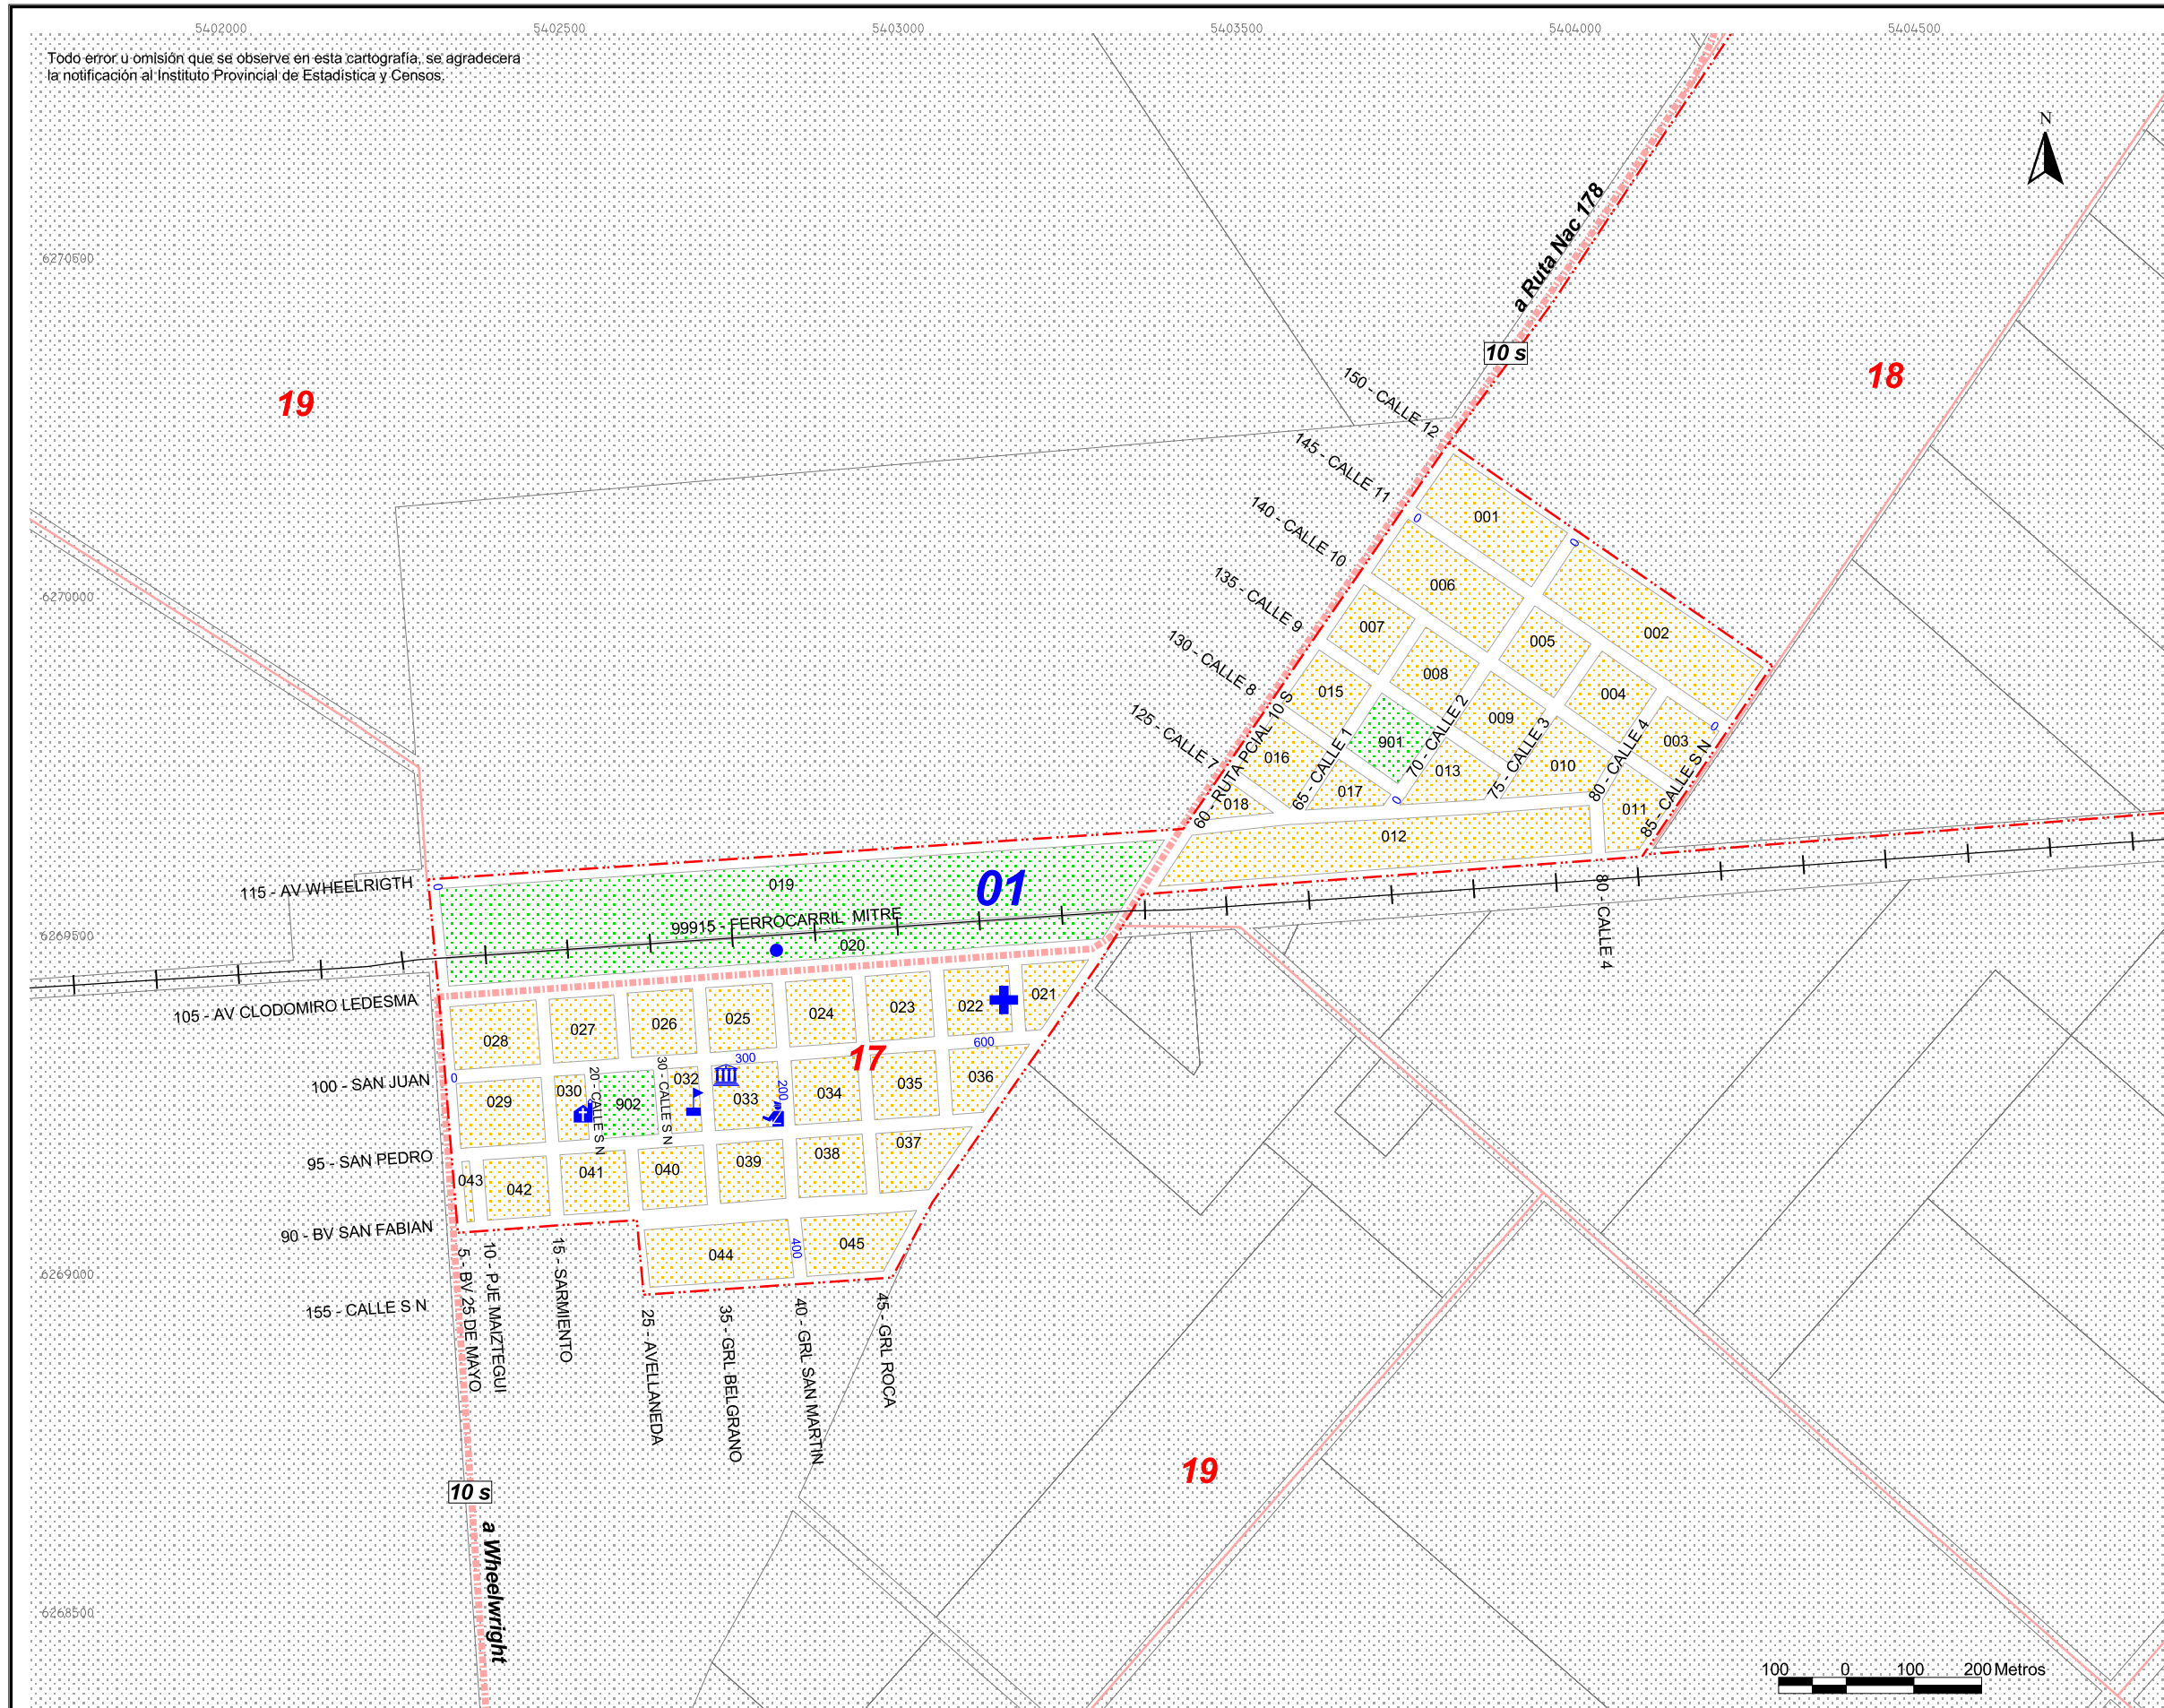 5402000
5402500
5403000
5403500
5404000
5404500
Todo error u omisión que se observe en esta cartografía, se agradecera
la notificación al Instituto Provincial de Estadística y Censos.
N
6270500
6270000
6269500
6269000
6268500
a Ruta Nac 178
10 s
19
18
150 - CALLE 12
145 - CALLE 11
140 - CALLE 10
135 - CALLE 9
130 - CALLE 8
125 - CALLE 7
001
0
0
006
002
007
005
008
004
015
009
003
0
901
016
013
010
017
018
0
011
012
60 - RUTA PCIAL 10 S
65 - CALLE 1
70 - CALLE 2
75 - CALLE 3
80 - CALLE 4
85 - CALLE S N
80 - CALLE 4
115 - AV WHEELRIGTH
0
019
01
99915 - FERROCARRIL MITRE
020
105 - AV CLODOMIRO LEDESMA
028
027
026
025
024
023
022
021
17
300
600
100 - SAN JUAN
0
029
030
20 - CALLE S N
902
30 - CALLE S N
032
033
200
034
035
036
95 - SAN PEDRO
043
042
041
040
039
038
037
90 - BV SAN FABIAN
044
400
045
155 - CALLE S N
5 - BV 25 DE MAYO
10 - PJE MAIZTEGUI
15 - SARMIENTO
25 - AVELLANEDA
35 - GRL BELGRANO
40 - GRL SAN MARTIN
45 - GRL ROCA
19
10 s
a Wheelwright
100 0 100 200 Metros